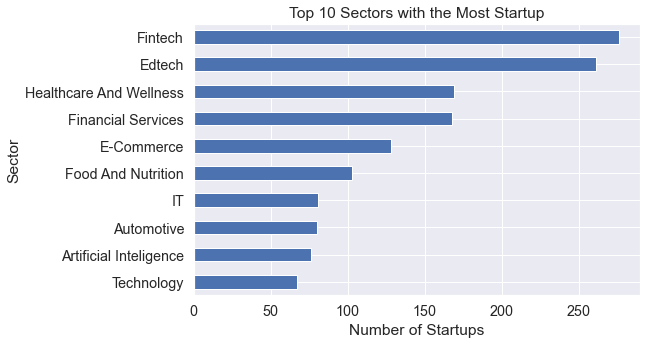 Top 10 Sectors with the Most Startup
Fintech
Edtech
Healthcare And Wellness
Financial Services
E-Commerce
Food And Nutrition
IT
Automotive
Artificial Inteligence
Technology
Sector
0 50 100 150 200 250
Number of Startups